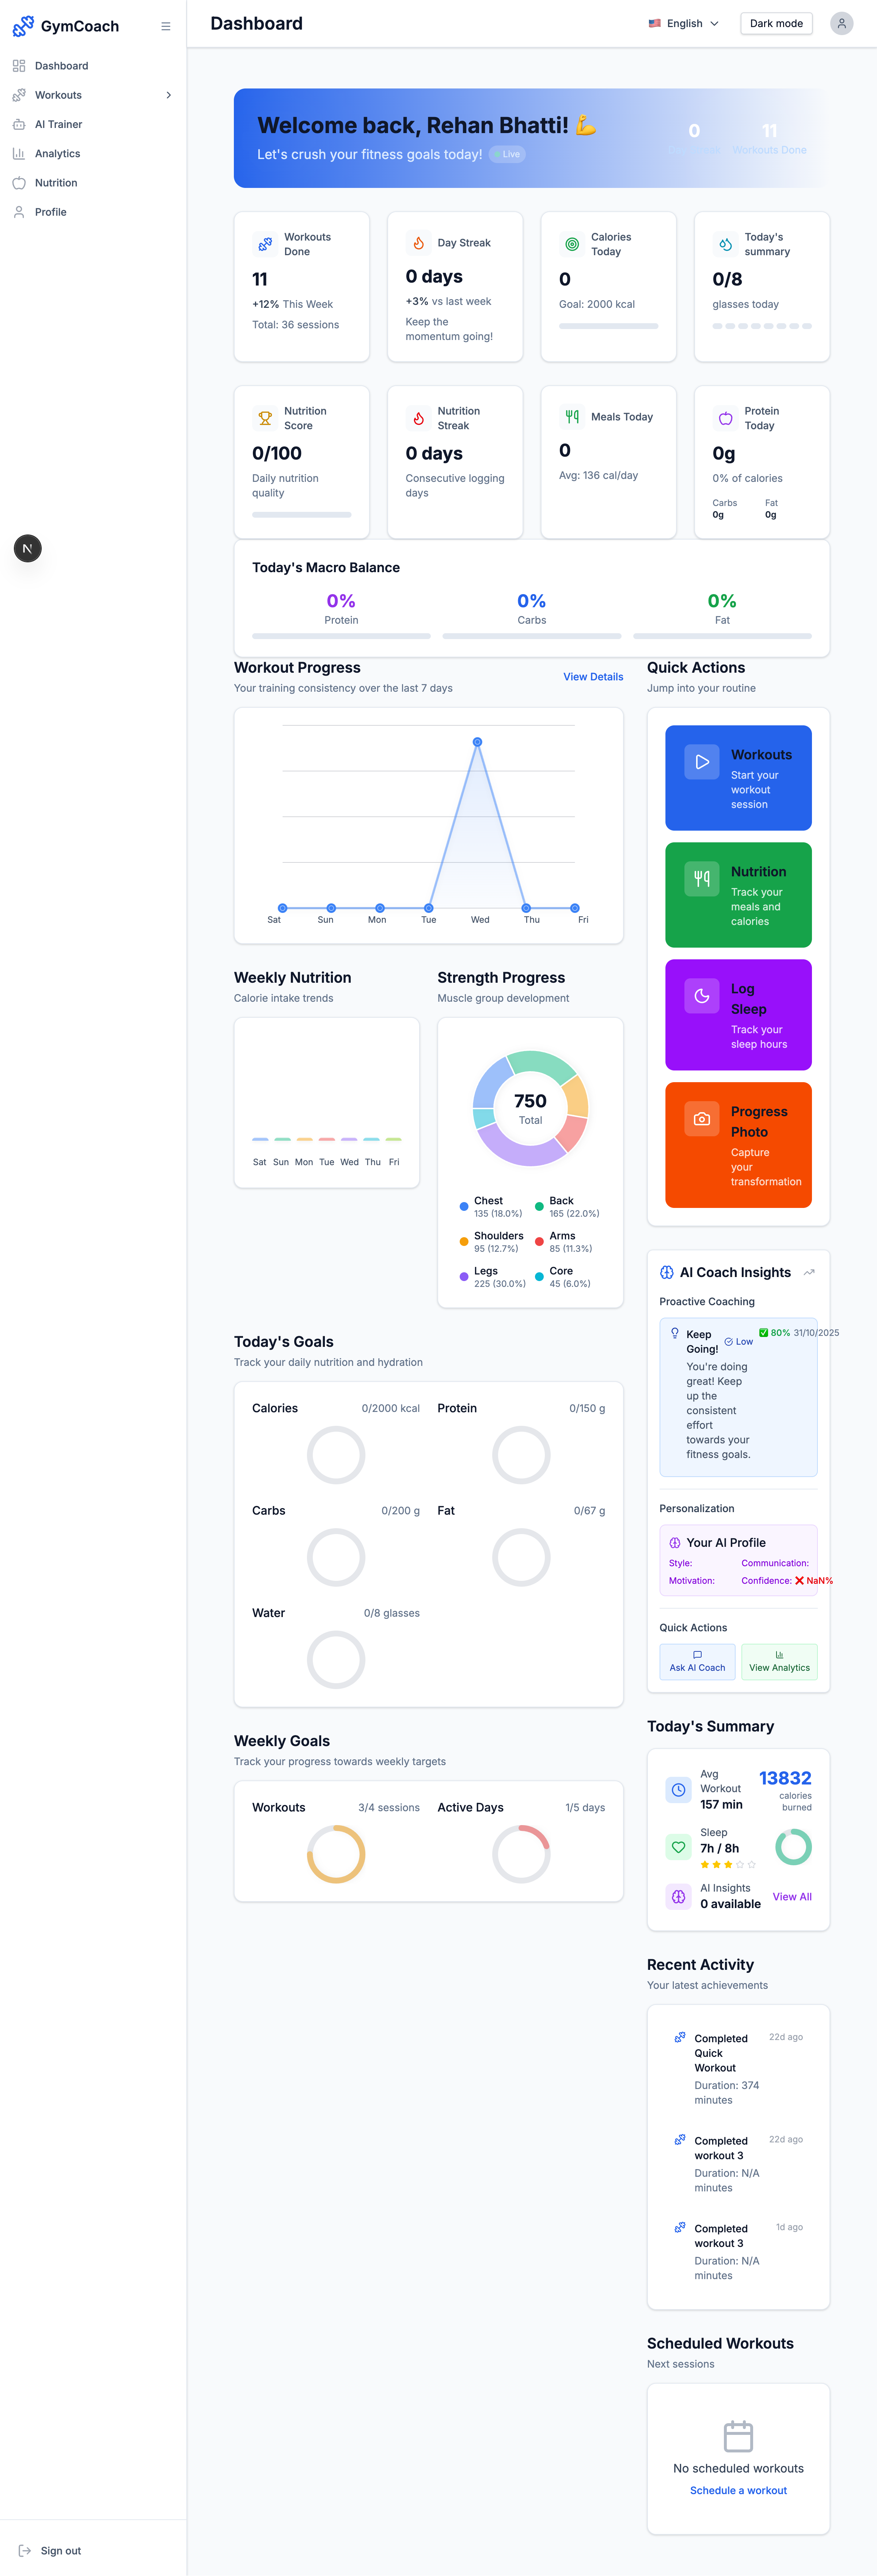 GymCoach
Dashboard
Workouts
AI Trainer
Analytics
Nutrition
Profile
Sign out
N
Dashboard
English
Dark mode
Welcome back, Rehan Bhatti! 💪
Let's crush your fitness goals today!
Live
0
11
Workouts Done
Workouts
Done
11
+12% This Week
Total: 36 sessions
Day Streak
0 days
+3% vs last week
Keep the
momentum going!
Calories
Today
0
Goal: 2000 kcal
Today's
summary
0/8
glasses today
Nutrition
Score
0/100
Daily nutrition
quality
Nutrition
Streak
0 days
Consecutive logging
days
Meals Today
0
Avg: 136 cal/day
Protein
Today
0g
0% of calories
Carbs
0g
Fat
0g
Today's Macro Balance
0%
Protein
0%
Carbs
0%
Fat
Workout Progress
Your training consistency over the last 7 days
View Details
Sat Sun Mon Tue Wed Thu Fri
Weekly Nutrition
Calorie intake trends
Sat Sun Mon Tue Wed Thu Fri
Strength Progress
Muscle group development
750
Total
Chest
135 (18.0%)
Back
165 (22.0%)
Shoulders
95 (12.7%)
Arms
85 (11.3%)
Legs
225 (30.0%)
Core
45 (6.0%)
Today's Goals
Track your daily nutrition and hydration
Calories 0/2000 kcal
Protein 0/150 g
Carbs 0/200 g
Fat 0/67 g
Water 0/8 glasses
Weekly Goals
Track your progress towards weekly targets
Workouts 3/4 sessions
Active Days 1/5 days
Quick Actions
Jump into your routine
Workouts
Start your
workout
session
Nutrition
Track your
meals and
calories
Log
Sleep
Track your
sleep hours
Progress
Photo
Capture
your
transformation
AI Coach Insights
Proactive Coaching
Keep
Going!
Low
✅ 80% 31/10/2025
You're doing
great! Keep
up the
consistent
effort
towards your
fitness goals.
Personalization
Your AI Profile
Style:
Communication:
Motivation:
Confidence: ❌ NaN%
Quick Actions
Ask AI Coach
View Analytics
Today's Summary
Avg
Workout
157 min
13832
calories
burned
Sleep
7h / 8h
AI Insights
0 available
View All
Recent Activity
Your latest achievements
Completed
Quick
Workout
22d ago
Duration: 374
minutes
Completed
workout 3
22d ago
Duration: N/A
minutes
Completed
workout 3
1d ago
Duration: N/A
minutes
Scheduled Workouts
Next sessions
No scheduled workouts
Schedule a workout